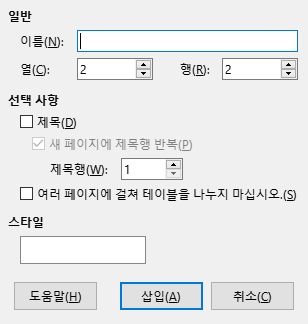 일반
이름(N):
열(C): 2 행(R): 2
선택 사항
제목(D)
새 페이지에 제목행 반복(P)
제목행(W): 1
여러 페이지에 걸쳐 테이블을 나누지 마십시오.(S)
스타일
도움말(H) 삽입(A) 취소(C)